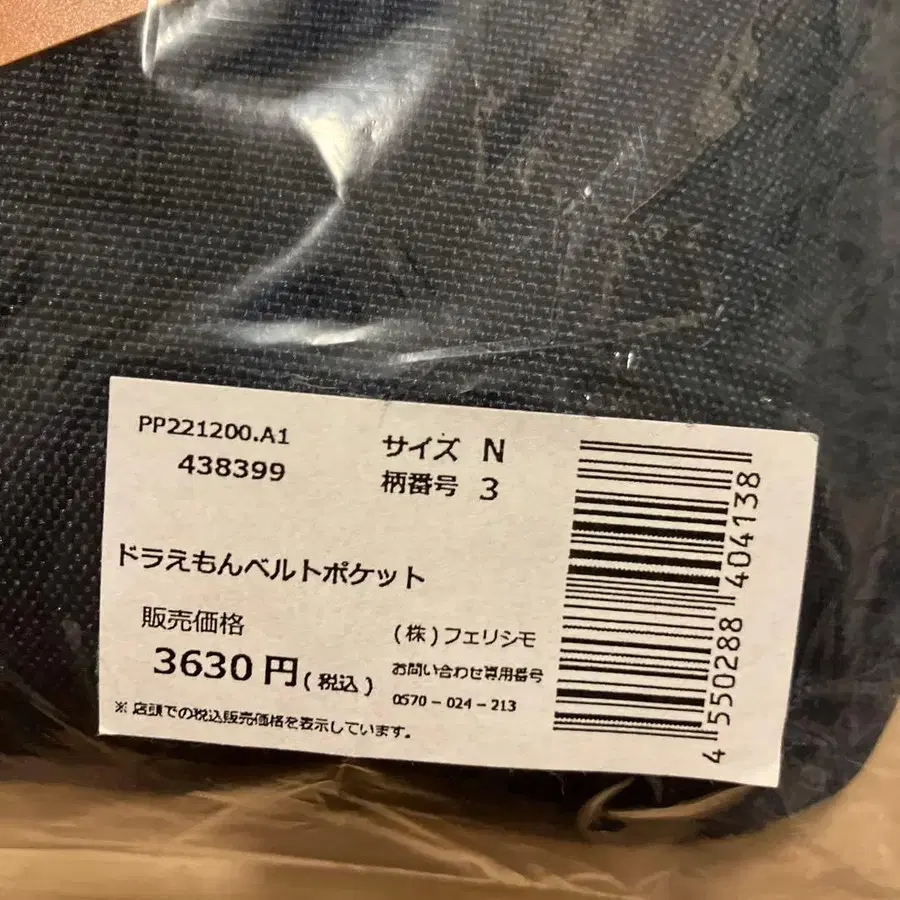 PP221200.A1
438399
サイズ N
柄番号 3
ドラえもんベルトポケット
販売価格
3630円(税込)
※店頭での税込販売価格を表示しています。
(株)フェリシモ
お問い合わせ専用番号
0570-024-213
4 550288 404138